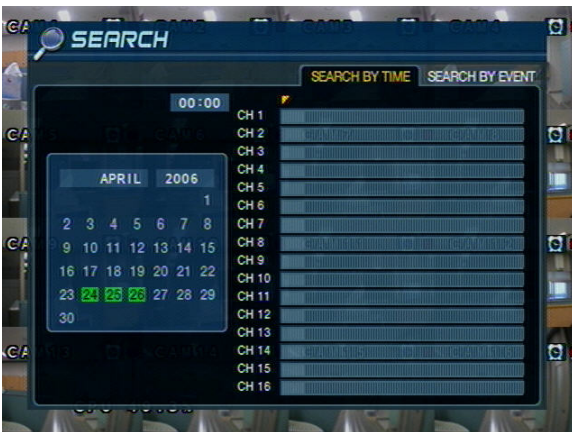 SEARCH
SEARCH BY TIME SEARCH BY EVENT
00:00
APRIL 2006
1
2 3 4 5 6 7 8
9 10 11 12 13 14 15
16 17 18 19 20 21 22
23 24 25 26 27 28 29
30
CH 1
CH 2
CH 3
CH 4
CH 5
CH 6
CH 7
CH 8
CH 9
CH 10
CH 11
CH 12
CH 13
CH 14
CH 15
CH 16